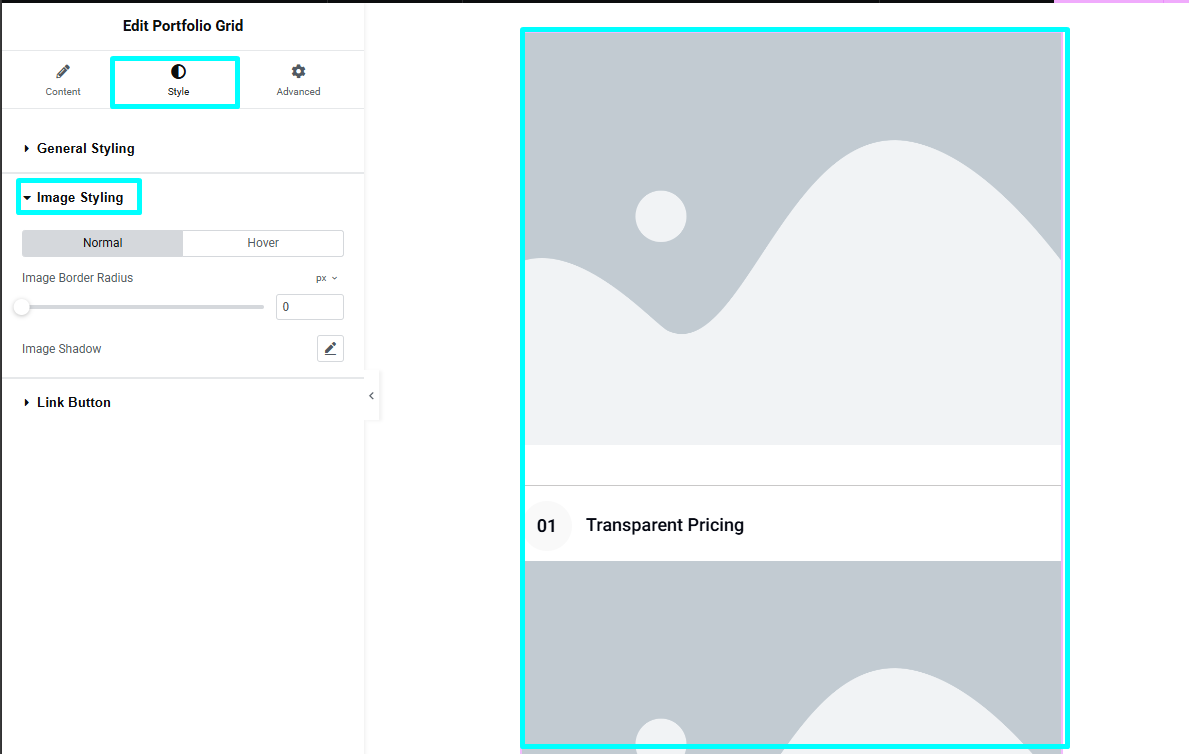 Edit Portfolio Grid
Content
Style
Advanced
General Styling
Image Styling
Normal
Hover
Image Border Radius
px
0
Image Shadow
Link Button
01
Transparent Pricing